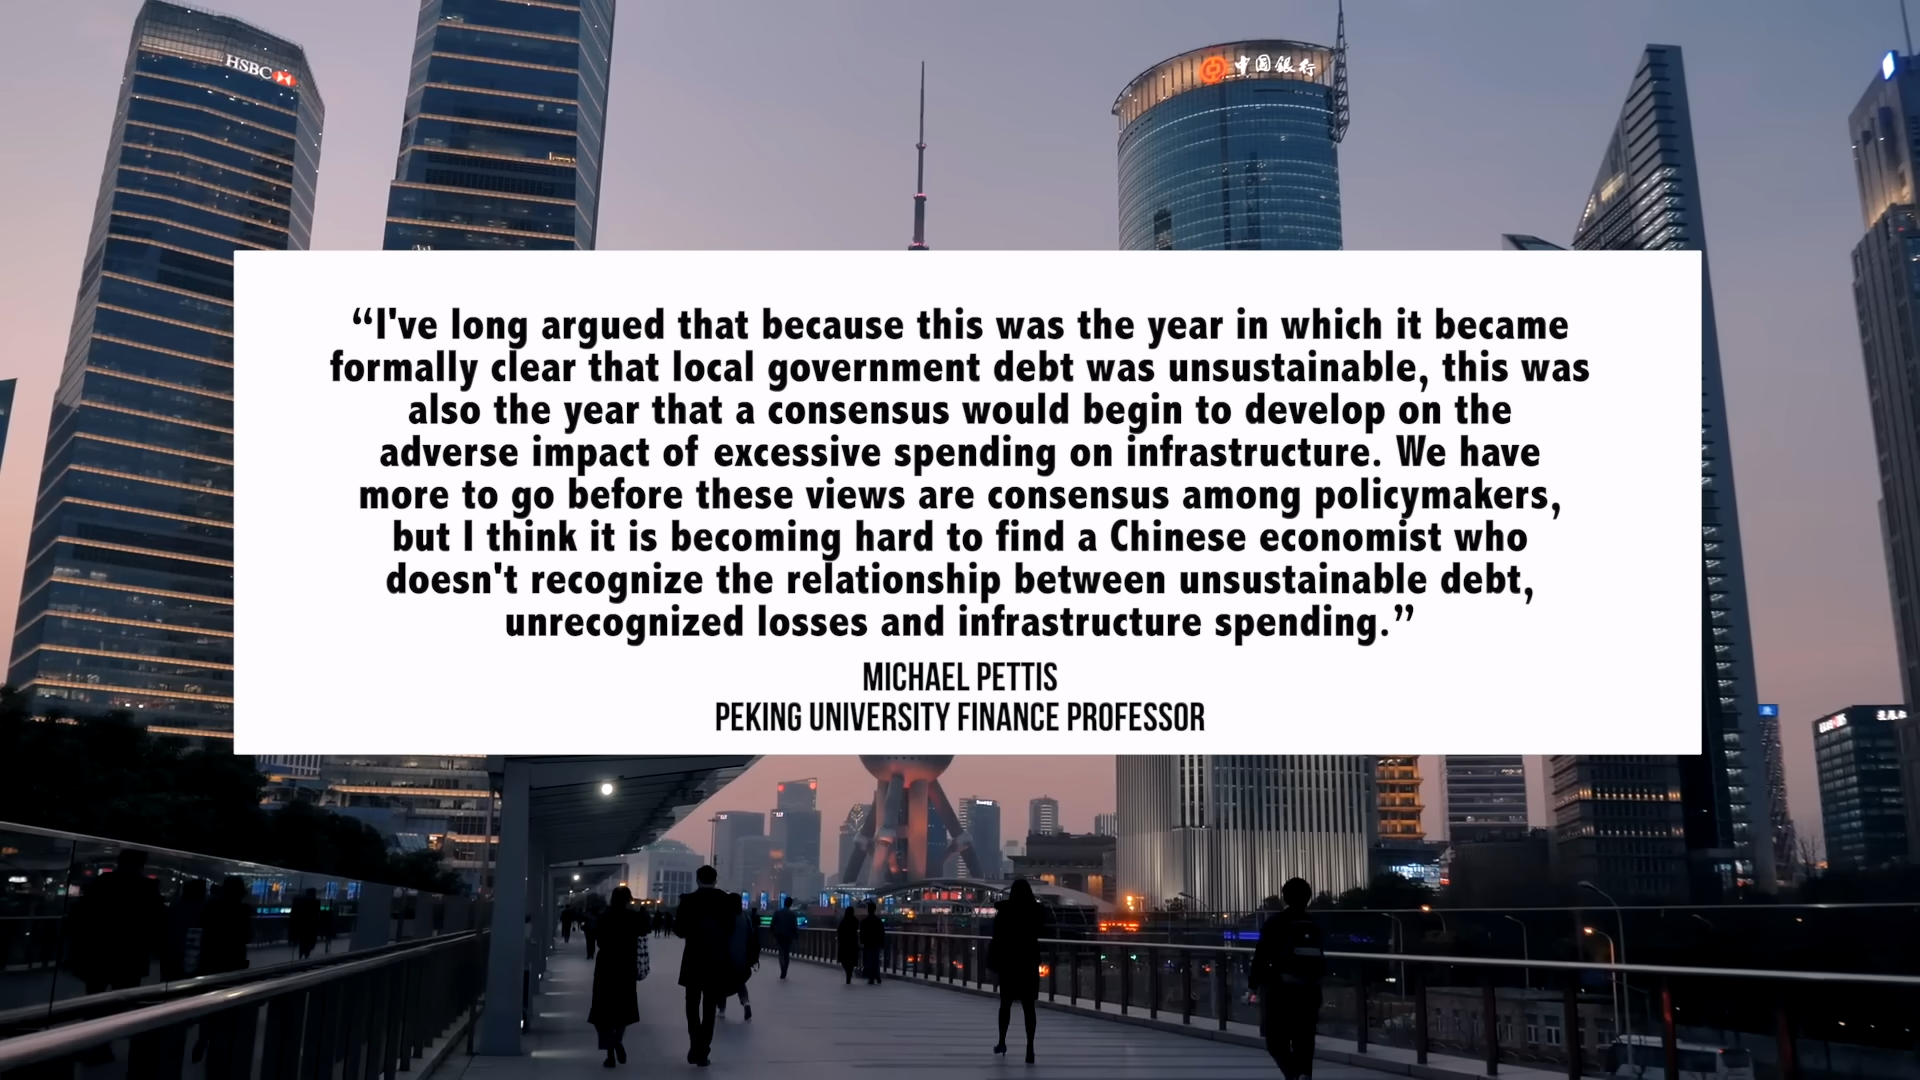 HSBC
中国银行
“I've long argued that because this was the year in which it became
formally clear that local government debt was unsustainable, this was
also the year that a consensus would begin to develop on the
adverse impact of excessive spending on infrastructure. We have
more to go before these views are consensus among policymakers,
but I think it is becoming hard to find a Chinese economist who
doesn't recognize the relationship between unsustainable debt,
unrecognized losses and infrastructure spending.”
MICHAEL PETTIS
PEKING UNIVERSITY FINANCE PROFESSOR